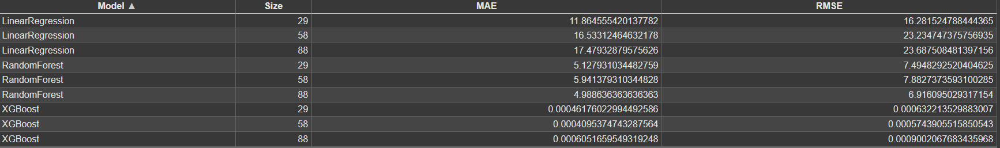 Model ▲ Size MAE RMSE
LinearRegression 29 11.864555420137782 16.281524788444365
LinearRegression 58 16.53312464632178 23.234747375756935
LinearRegression 88 17.47932879575626 23.687508481397156
RandomForest 29 5.127931034482759 7.4948292520404625
RandomForest 58 5.941379310344828 7.8827373593100285
RandomForest 88 4.988636363636363 6.916095029317154
XGBoost 29 0.00046176022994492586 0.000632213529883007
XGBoost 58 0.0004095374743287564 0.0005743905515850543
XGBoost 88 0.0006051659549319248 0.0009002067683435968